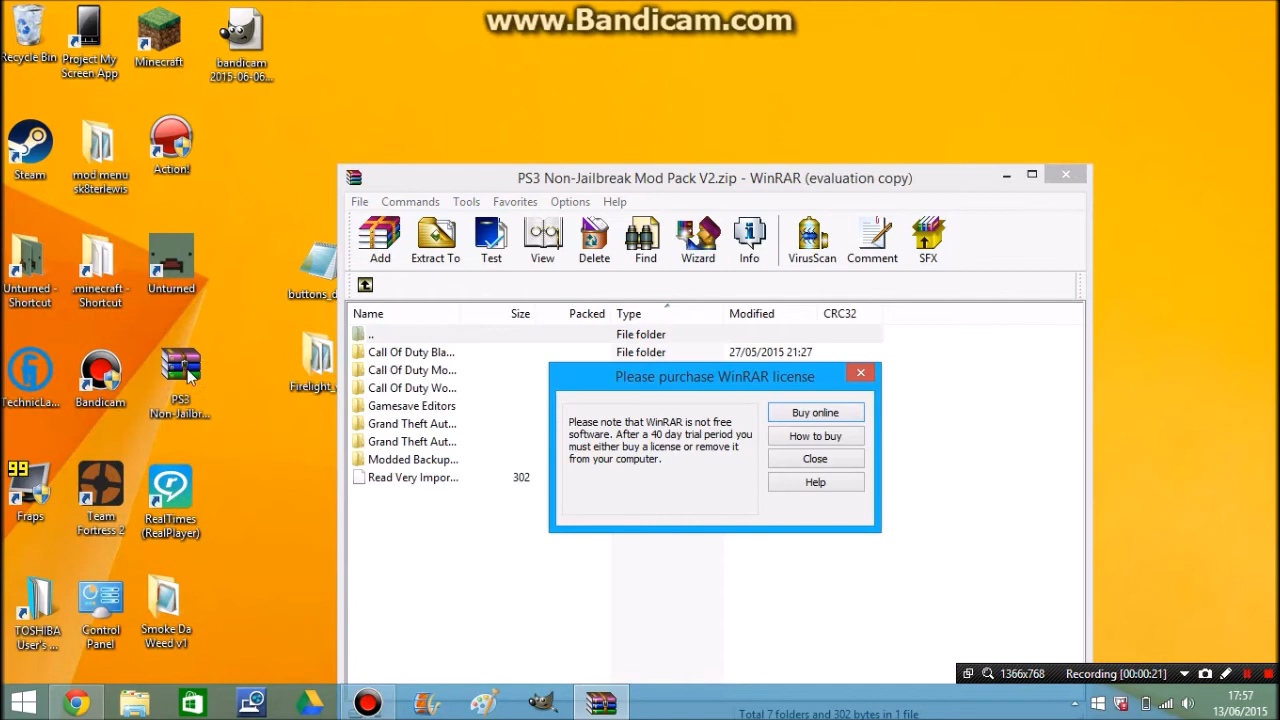 www.Bandicam.com
Recycle Bin
Project My
Screen App
Minecraft
bandicam
2015-06-06...
Steam
mod menu
sk8terlewis
Action!
Unturned -
Shortcut
.minecraft -
Shortcut
Unturned
buttons_d
TechnicLa...
Bandicam
PS3
Non-Jailbr...
Firelight_
99
Fraps
Team
Fortress 2
RealTimes
(RealPlayer)
TOSHIBA
User's ...
Control
Panel
Smoke Da
Weed v1
PS3 Non-Jailbreak Mod Pack V2.zip - WinRAR (evaluation copy)
File Commands Tools Favorites Options Help
Add Extract To Test View Delete Find Wizard Info VirusScan Comment SFX
Name Size Packed Type Modified CRC32
.. File folder
Call Of Duty Bla... File folder 27/05/2015 21:27
Call Of Duty Mo...
Call Of Duty Wo...
Gamesave Editors
Grand Theft Aut...
Grand Theft Aut...
Modded Backup...
Read Very Impor... 302
Please purchase WinRAR license
Please note that WinRAR is not free
software. After a 40 day trial period you
must either buy a license or remove it
from your computer.
Buy online
How to buy
Close
Help
1366x768 Recording [00:00:21]
Total 7 folders and 302 bytes in 1 file
17:57
13/06/2015